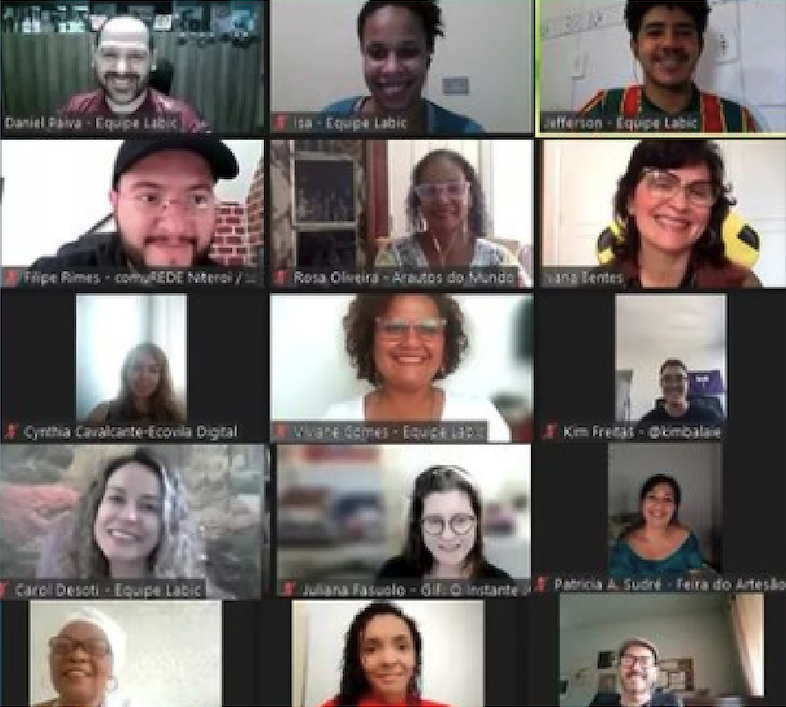 Daniel Paiva - Equipe Labic
Isa - Equipe Labic
Jefferson - Equipe Labic
Filipe Rimes - comuREDE Niteroi /
Rosa Oliveira - Arautos do Mundo
Ivana Bentes
Cynthia Cavalcante-Ecovila Digital
Viviane Gomes - Equipe Labic
Kim Freitas - @kimbalaie
Carol Desoti - Equipe Labic
Juliana Fasuolo - GIF: O Instante
Patricia A. Sudré - Feira do Artesão